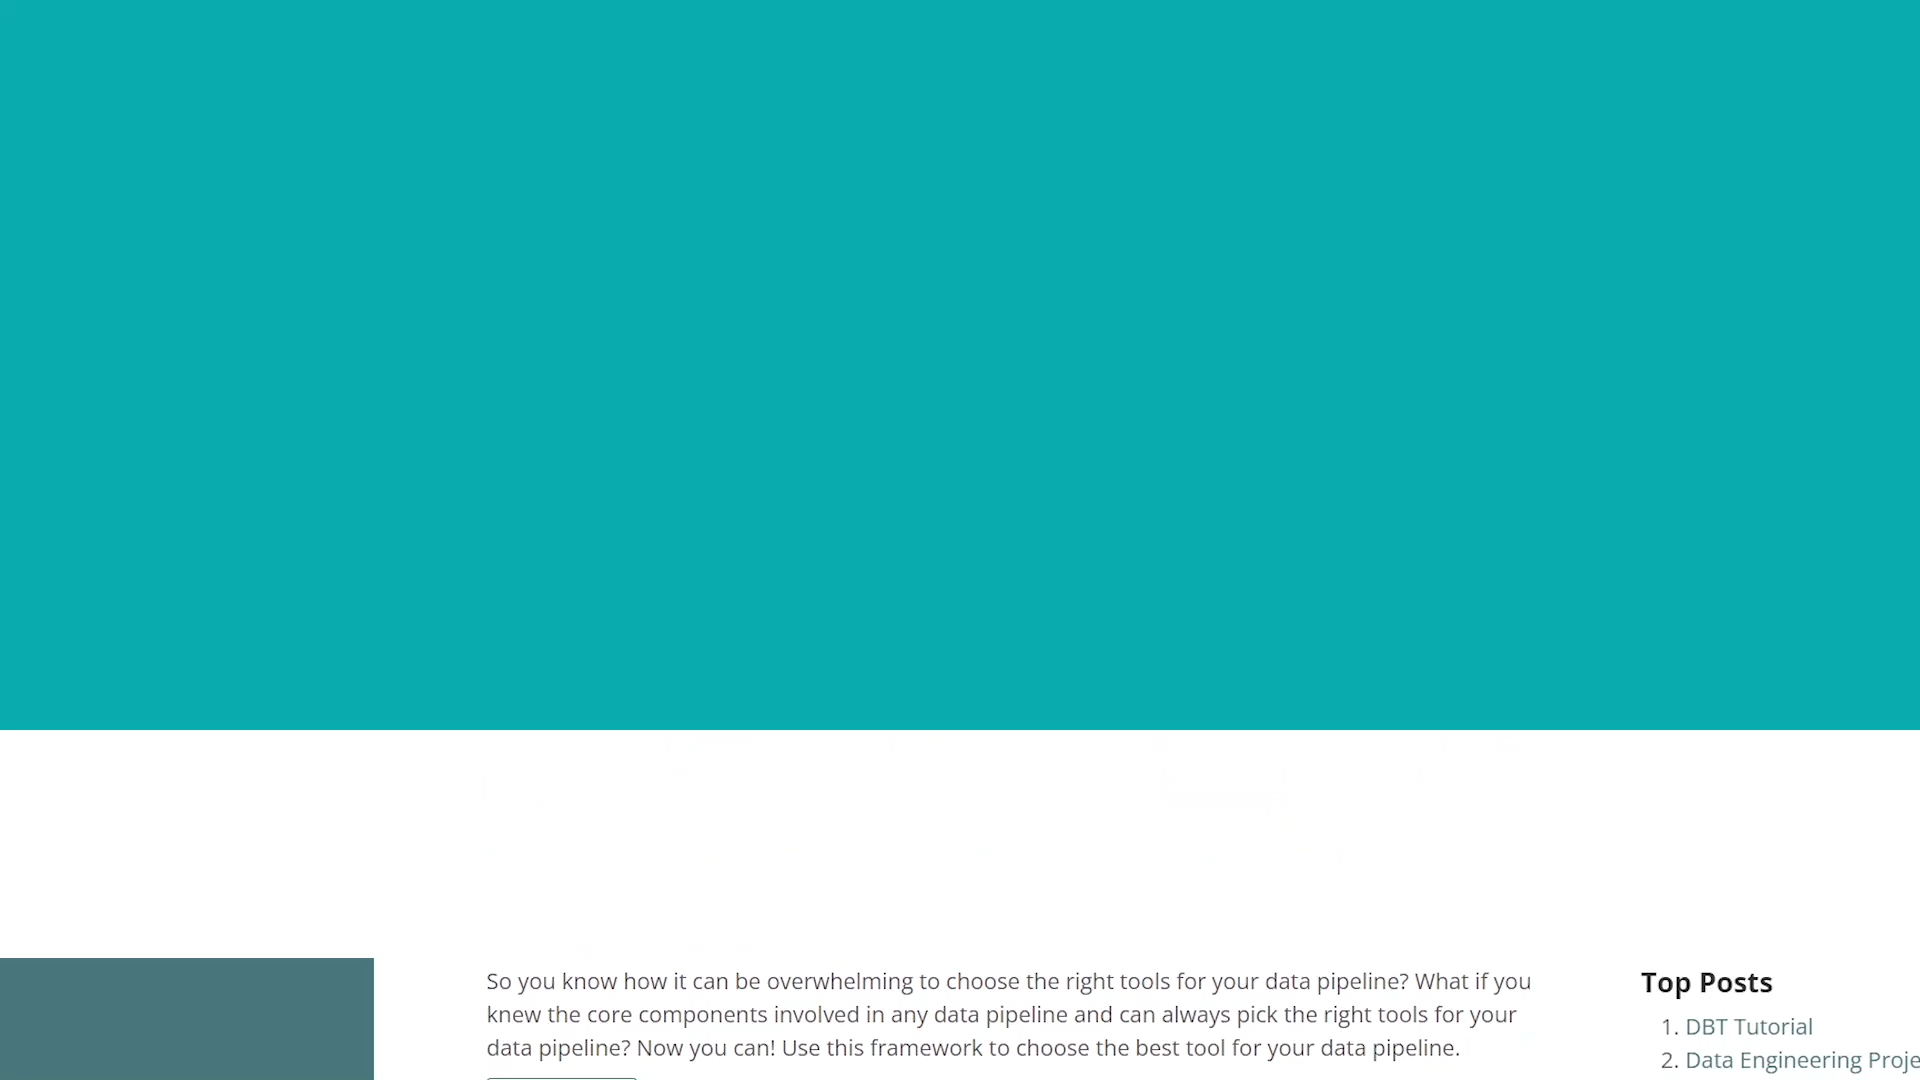 So you know how it can be overwhelming to choose the right tools for your data pipeline? What if you
knew the core components involved in any data pipeline and can always pick the right tools for your
data pipeline? Now you can! Use this framework to choose the best tool for your data pipeline.
Top Posts
1. DBT Tutorial
2. Data Engineering Proje